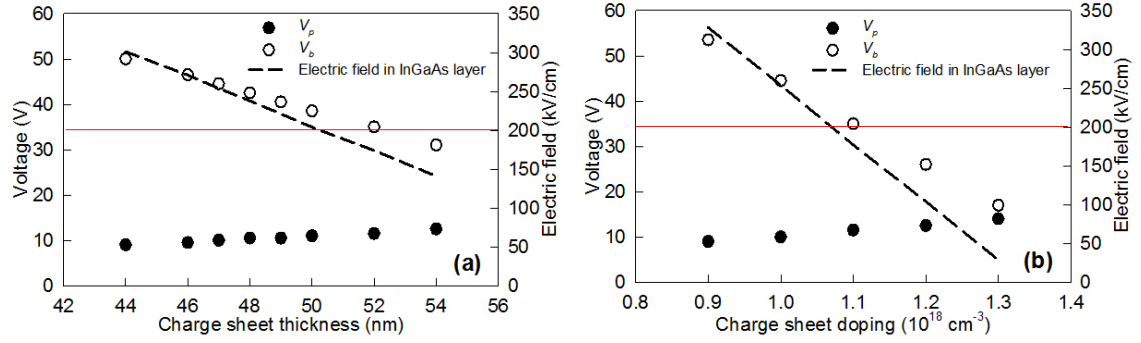 60
50
40
30
20
10
0
Voltage (V)
350
300
250
200
150
100
50
0
Electric field (kV/cm)
Vp
Vb
Electric field in InGaAs layer
(a)
42 44 46 48 50 52 54 56
Charge sheet thickness (nm)
60
50
40
30
20
10
0
Voltage (V)
350
300
250
200
150
100
50
0
Electric field (kV/cm)
Vp
Vb
Electric field in InGaAs layer
(b)
0.8 0.9 1.0 1.1 1.2 1.3 1.4
Charge sheet doping (10^18 cm^-3)